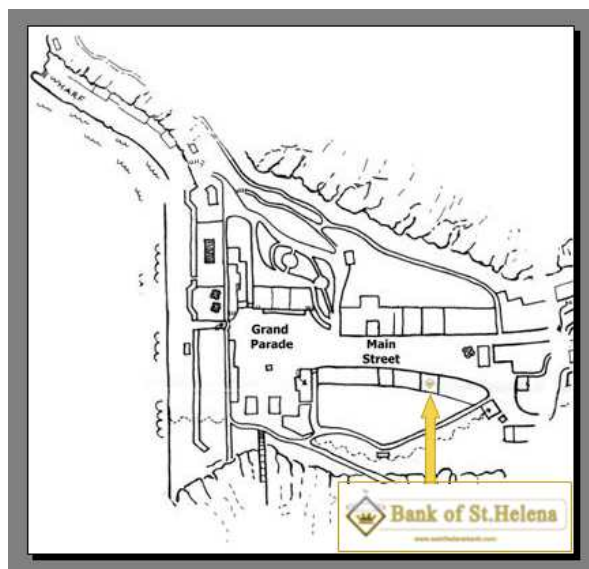 WHARF
Grand
Parade
Main
Street
Bank of St.Helena